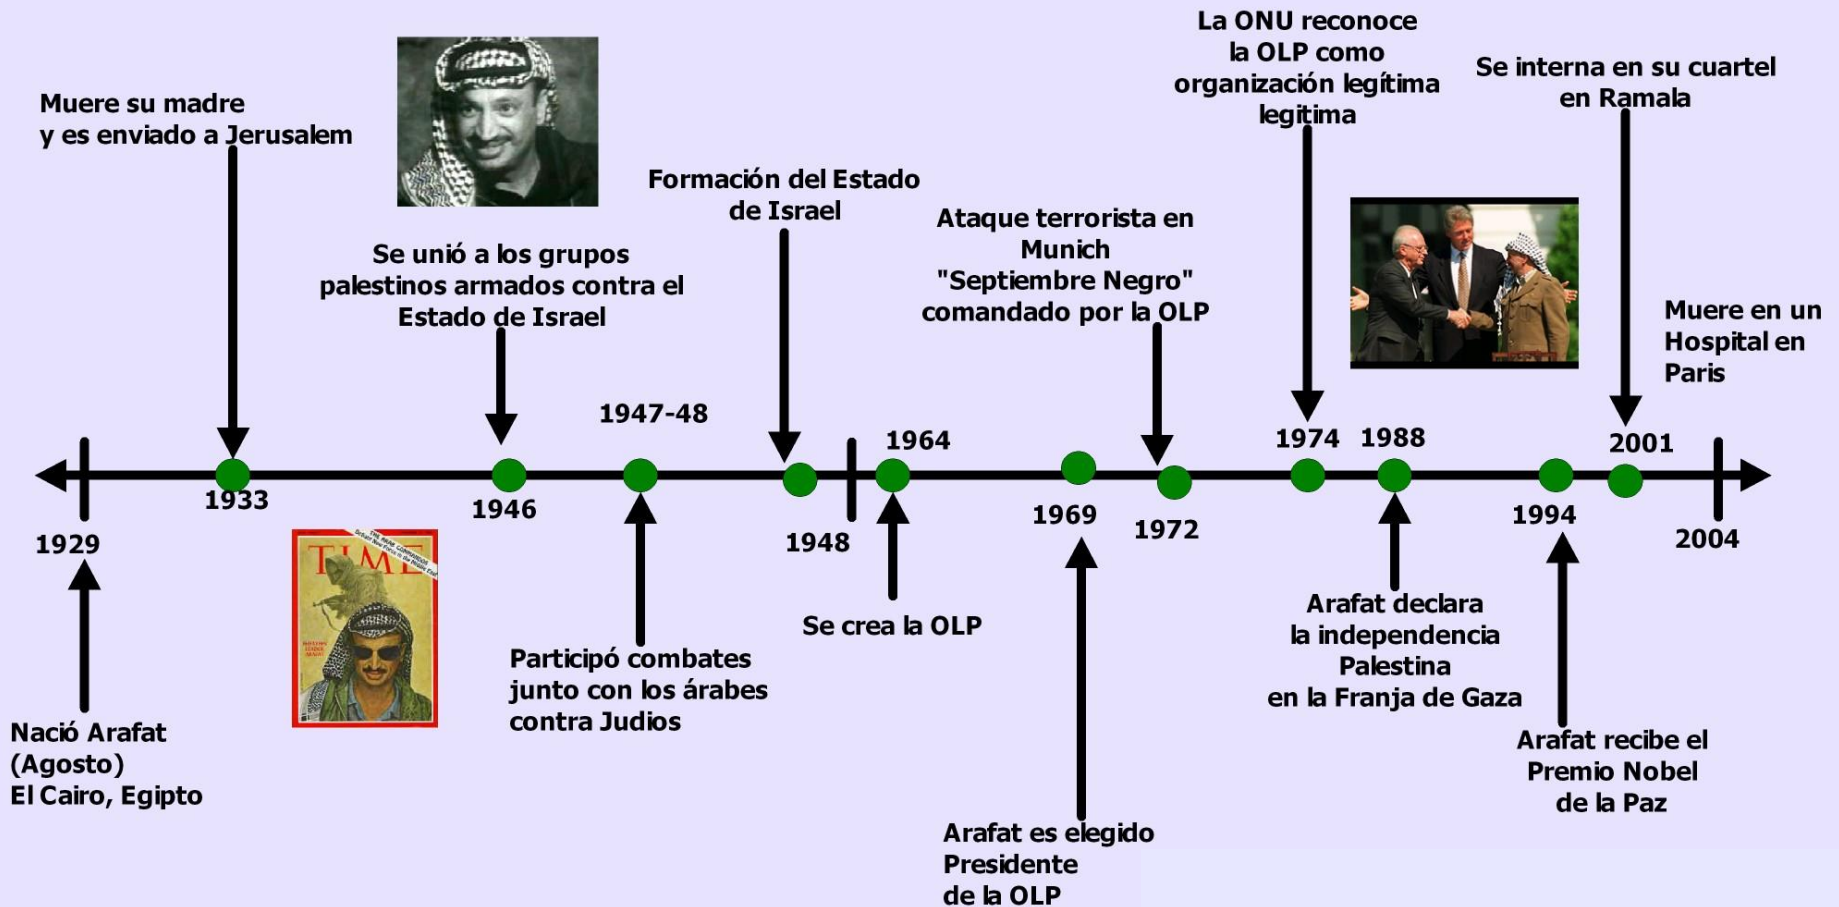 La ONU reconoce
la OLP como
organización legítima
legitima
Se interna en su cuartel
en Ramala
Muere su madre
y es enviado a Jerusalem
Formación del Estado
de Israel
Ataque terrorista en
Munich
"Septiembre Negro"
comandado por la OLP
Se unió a los grupos
palestinos armados contra el
Estado de Israel
Muere en un
Hospital en
Paris
1947-48
1964
1974
1988
2001
1933
1946
1969
1972
1994
1929
1948
2004
TIME
Se crea la OLP
Arafat declara
la independencia
Palestina
en la Franja de Gaza
Participó combates
junto con los árabes
contra Judios
Nació Arafat
(Agosto)
El Cairo, Egipto
Arafat recibe el
Premio Nobel
de la Paz
Arafat es elegido
Presidente
de la OLP